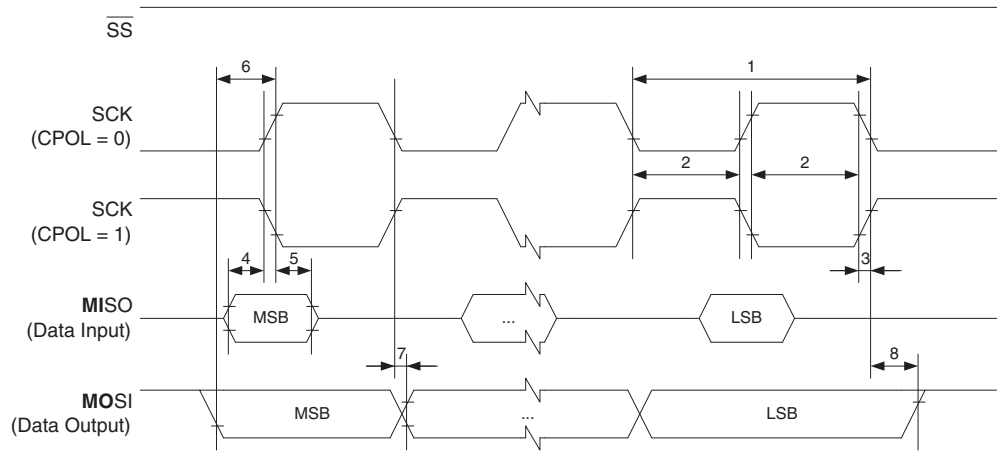 SS
6
1
SCK
(CPOL = 0)
2
2
SCK
(CPOL = 1)
4
5
3
MISO
(Data Input)
MSB
...
LSB
7
8
MOSI
(Data Output)
MSB
...
LSB